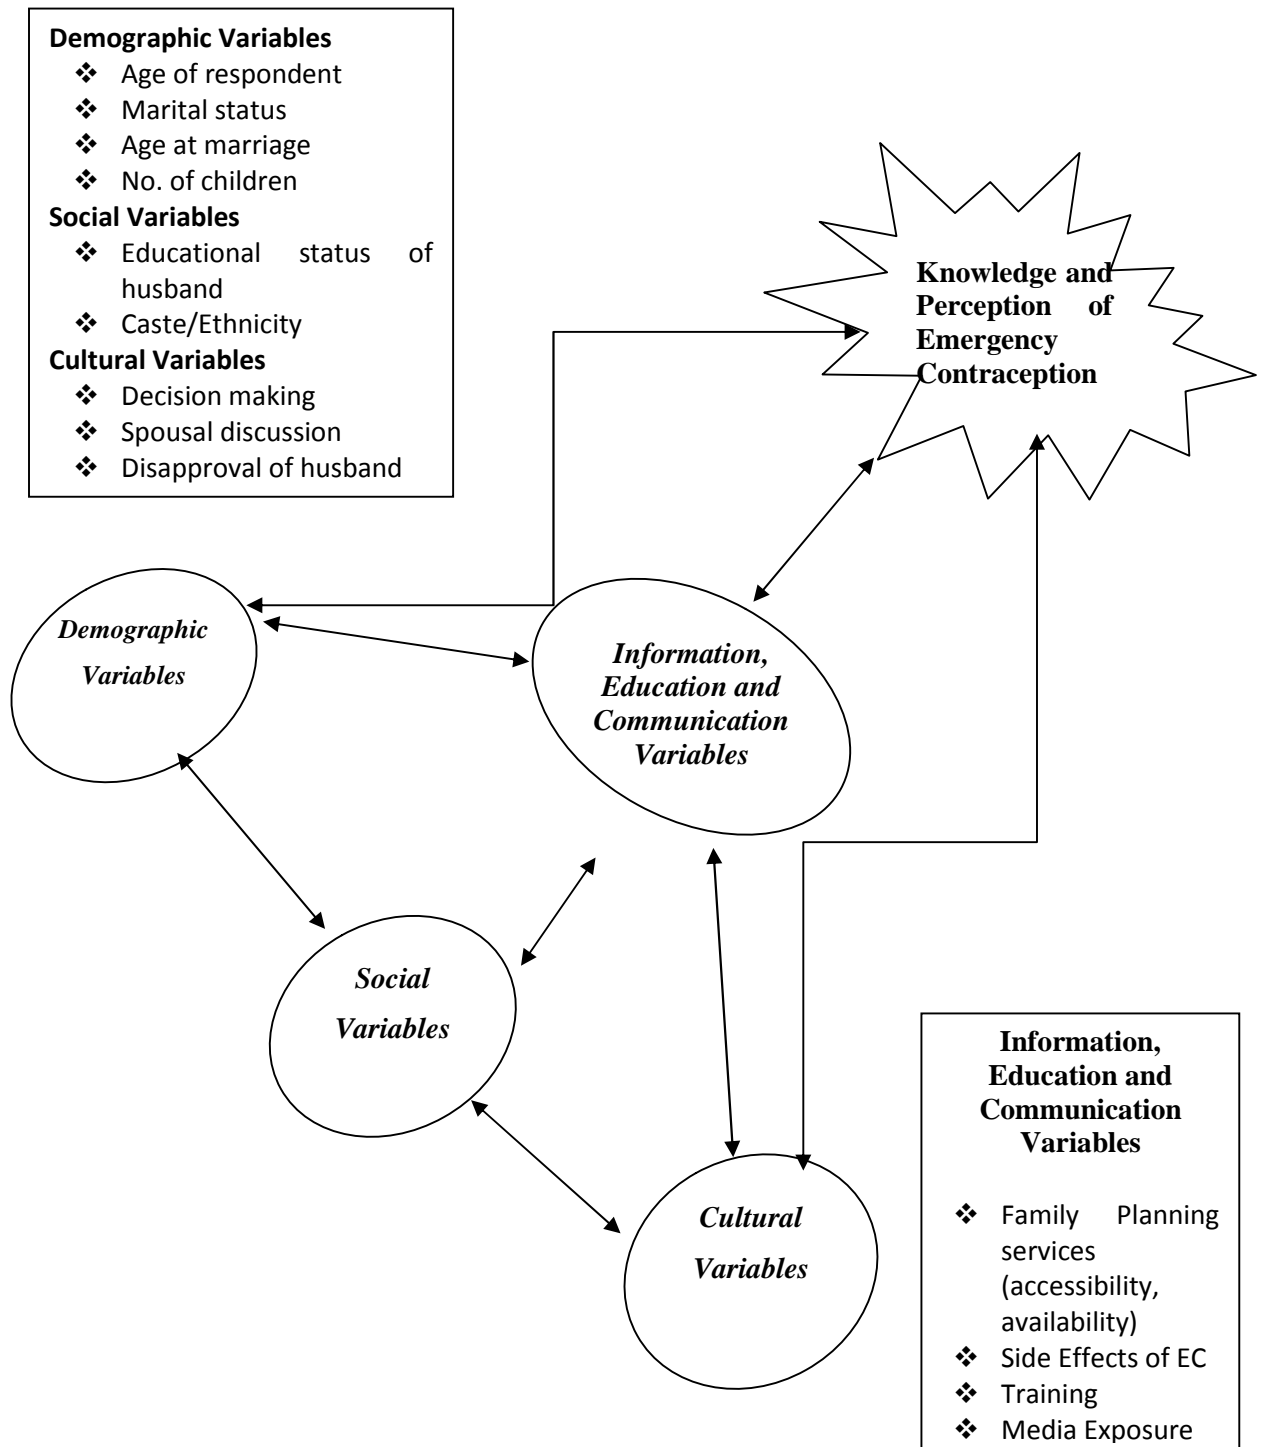 Demographic Variables
❖ Age of respondent
❖ Marital status
❖ Age at marriage
❖ No. of children
Social Variables
❖ Educational status of
husband
❖ Caste/Ethnicity
Cultural Variables
❖ Decision making
❖ Spousal discussion
❖ Disapproval of husband
Knowledge and
Perception of
Emergency
Contraception
Demographic
Variables
Information,
Education and
Communication
Variables
Social
Variables
Cultural
Variables
Information,
Education and
Communication
Variables
❖ Family Planning
services
(accessibility,
availability)
❖ Side Effects of EC
❖ Training
❖ Media Exposure